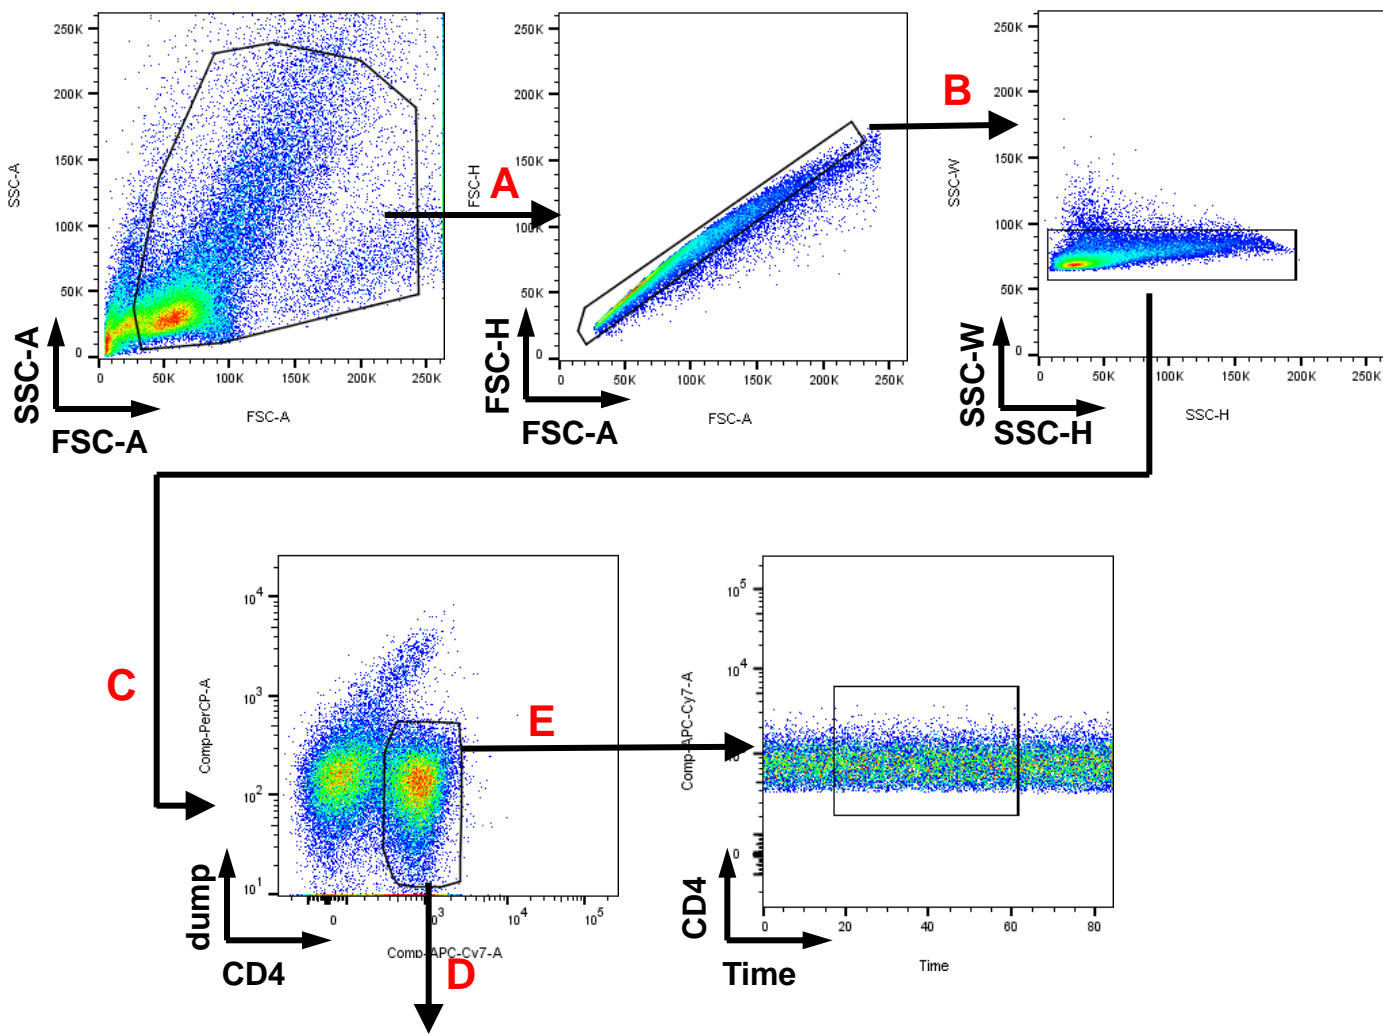 250K
200K
150K
100K
50K
0
SSC-A
0 50K 100K 150K 200K 250K
FSC-A
SSC-A
FSC-A
A
250K
200K
150K
100K
50K
0
FSC-H
0 50K 100K 150K 200K 250K
FSC-A
FSC-H
FSC-A
B
250K
200K
150K
100K
50K
0
SSC-W
0 50K 100K 150K 200K 250K
SSC-H
SSC-W
SSC-H
C
10^4
10^3
10^2
10^1
Comp-PerCP-A
0 10^4 10^5
Comp-APC-Cy7-A
dump
CD4
D
E
10^5
10^4
0
Comp-APC-Cy7-A
0 20 40 60 80
Time
CD4
Time